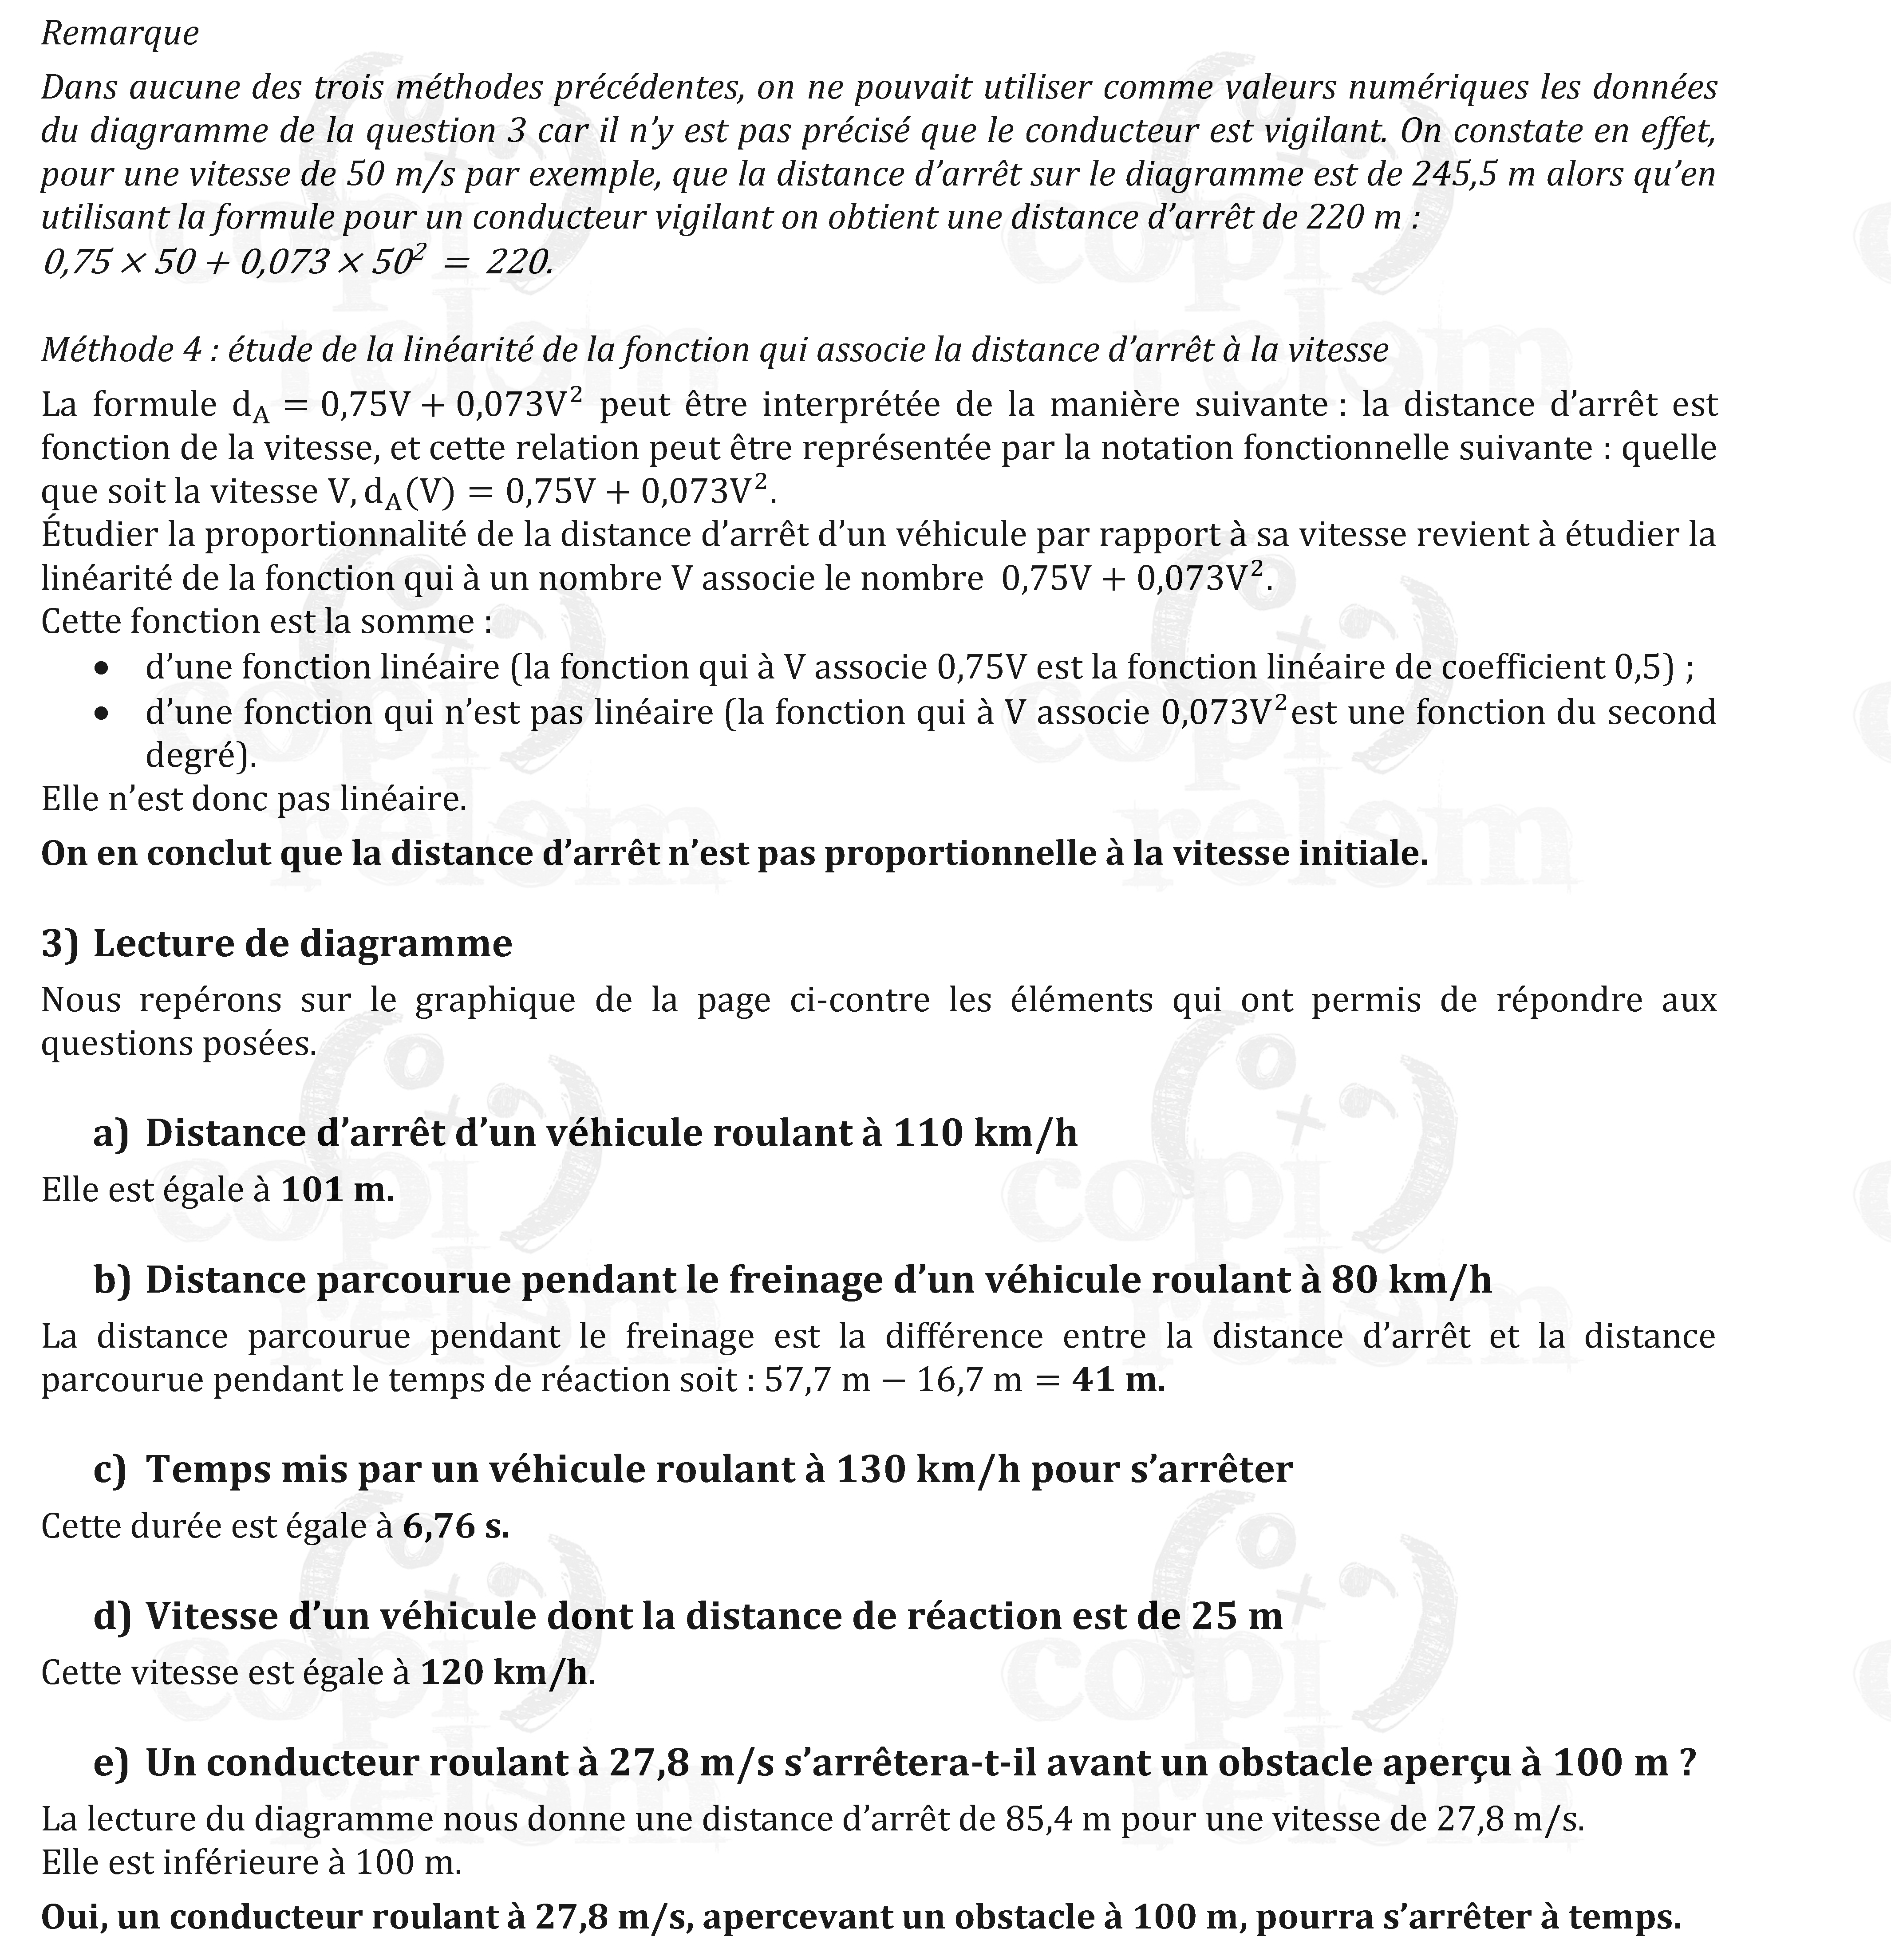 Remarque
Dans aucune des trois méthodes précédentes, on ne pouvait utiliser comme valeurs numériques les données
du diagramme de la question 3 car il n'y est pas précisé que le conducteur est vigilant. On constate en effet,
pour une vitesse de 50 m/s par exemple, que la distance d'arrêt sur le diagramme est de 245,5 m alors qu'en
utilisant la formule pour un conducteur vigilant on obtient une distance d'arrêt de 220 m :
0,75 × 50 + 0,073 × 50² = 220.
Méthode 4 : étude de la linéarité de la fonction qui associe la distance d'arrêt à la vitesse
La formule d_A = 0,75V + 0,073V² peut être interprétée de la manière suivante : la distance d'arrêt est
fonction de la vitesse, et cette relation peut être représentée par la notation fonctionnelle suivante : quelle
que soit la vitesse V, d_A(V) = 0,75V + 0,073V².
Étudier la proportionnalité de la distance d'arrêt d'un véhicule par rapport à sa vitesse revient à étudier la
linéarité de la fonction qui à un nombre V associe le nombre 0,75V + 0,073V².
Cette fonction est la somme :
• d'une fonction linéaire (la fonction qui à V associe 0,75V est la fonction linéaire de coefficient 0,5) ;
• d'une fonction qui n'est pas linéaire (la fonction qui à V associe 0,073V² est une fonction du second
degré).
Elle n'est donc pas linéaire.
On en conclut que la distance d'arrêt n'est pas proportionnelle à la vitesse initiale.
3) Lecture de diagramme
Nous repérons sur le graphique de la page ci-contre les éléments qui ont permis de répondre aux
questions posées.
a) Distance d'arrêt d'un véhicule roulant à 110 km/h
Elle est égale à 101 m.
b) Distance parcourue pendant le freinage d'un véhicule roulant à 80 km/h
La distance parcourue pendant le freinage est la différence entre la distance d'arrêt et la distance
parcourue pendant le temps de réaction soit : 57,7 m − 16,7 m = 41 m.
c) Temps mis par un véhicule roulant à 130 km/h pour s'arrêter
Cette durée est égale à 6,76 s.
d) Vitesse d'un véhicule dont la distance de réaction est de 25 m
Cette vitesse est égale à 120 km/h.
e) Un conducteur roulant à 27,8 m/s s'arrêtera-t-il avant un obstacle aperçu à 100 m ?
La lecture du diagramme nous donne une distance d'arrêt de 85,4 m pour une vitesse de 27,8 m/s.
Elle est inférieure à 100 m.
Oui, un conducteur roulant à 27,8 m/s, apercevant un obstacle à 100 m, pourra s'arrêter à temps.